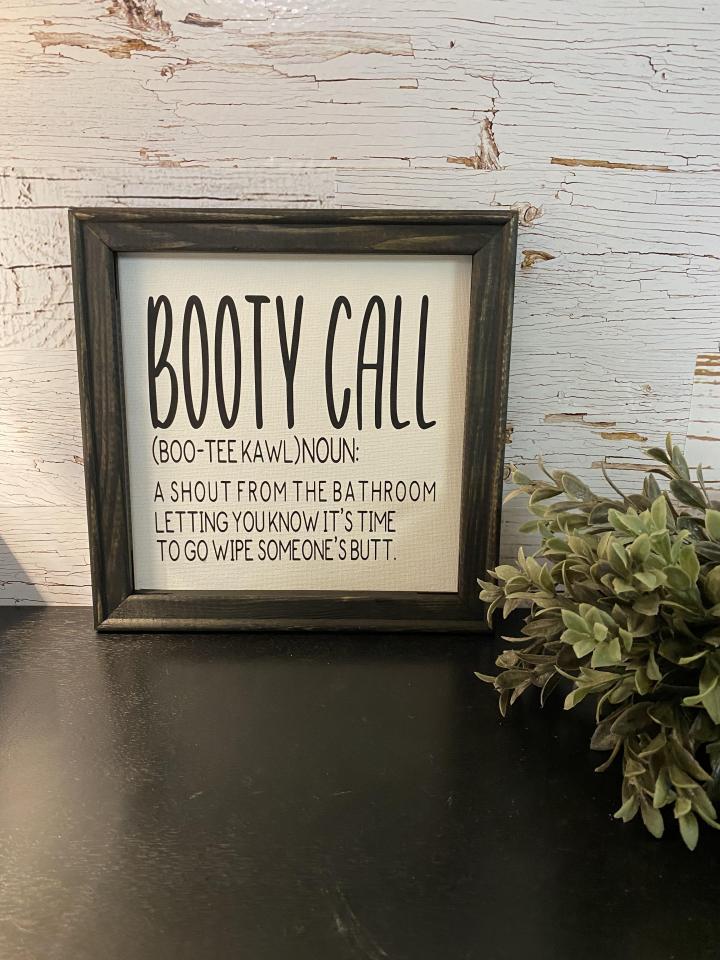 BOOTY CALL
(BOO-TEE KAWL)NOUN:
A SHOUT FROM THE BATHROOM
LETTING YOU KNOW IT'S TIME
TO GO WIPE SOMEONE'S BUTT.